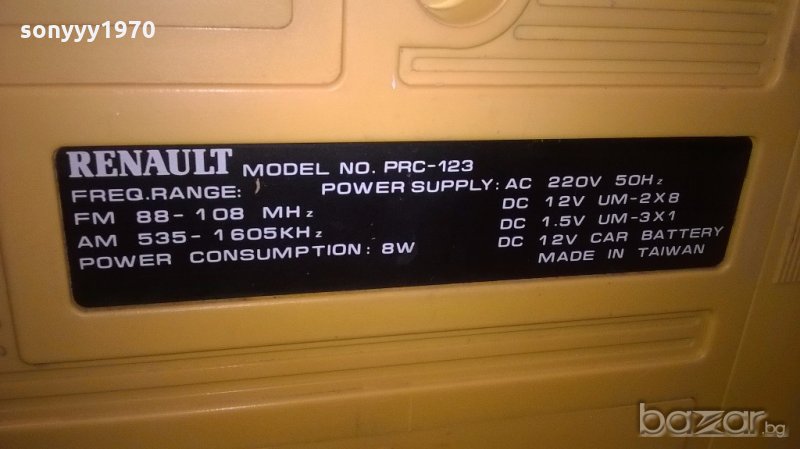 sonyyy1970
RENAULT MODEL NO. PRC-123
FREQ.RANGE: POWER SUPPLY: AC 220V 50Hz
FM 88-108 MHz DC 12V UM-2X8
AM 535-1605KHz DC 1.5V UM-3X1
POWER CONSUMPTION: 8W DC 12V CAR BATTERY
MADE IN TAIWAN
bazar.bg